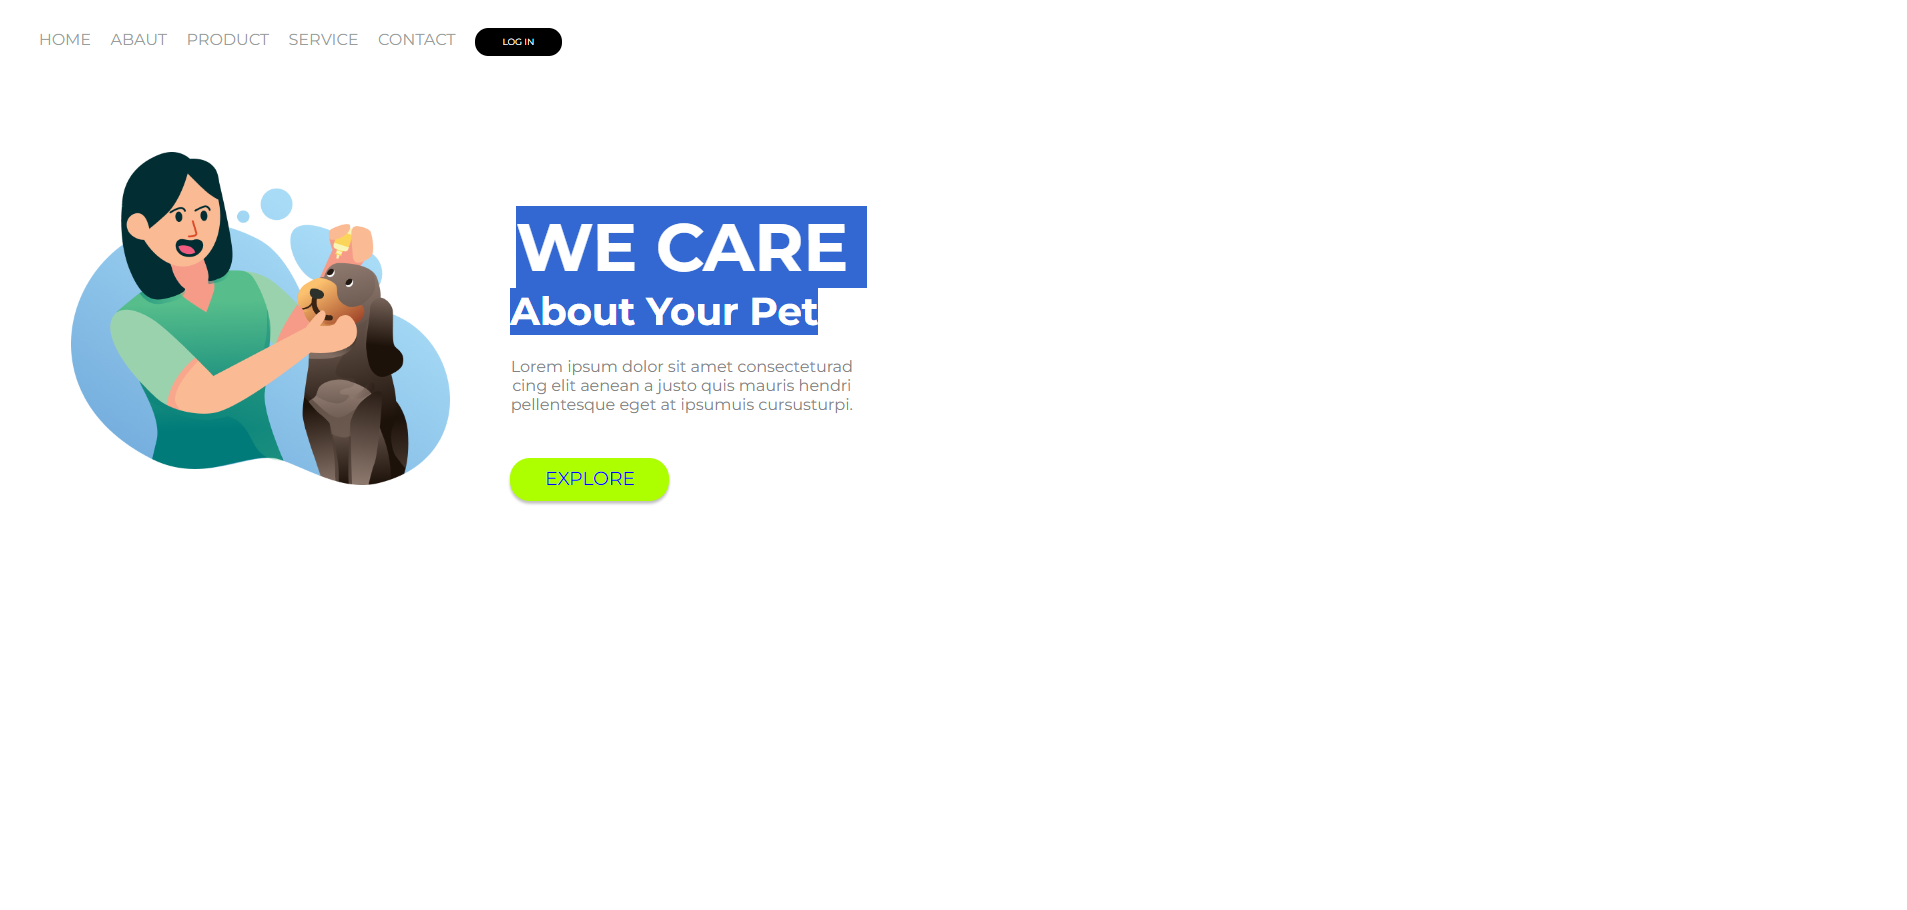 HOME ABAUT PRODUCT SERVICE CONTACT LOG IN
WE CARE
About Your Pet
Lorem ipsum dolor sit amet consecteturad
cing elit aenean a justo quis mauris hendri
pellentesque eget at ipsumuis cursusturpi.
EXPLORE